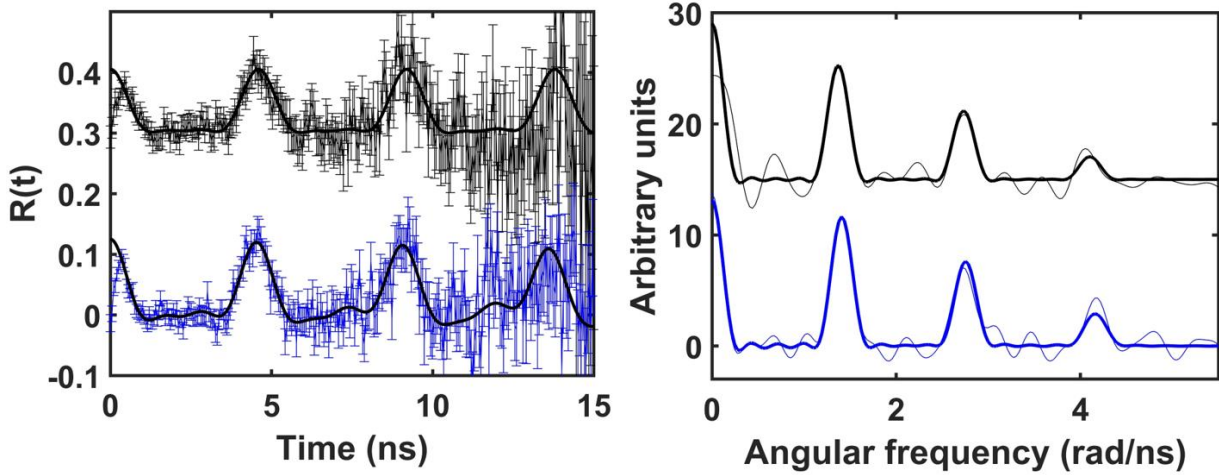 R(t)
0.4
0.3
0.2
0.1
0
-0.1
0 5 10 15
Time (ns)
Arbitrary units
30
20
10
0
0 2 4
Angular frequency (rad/ns)